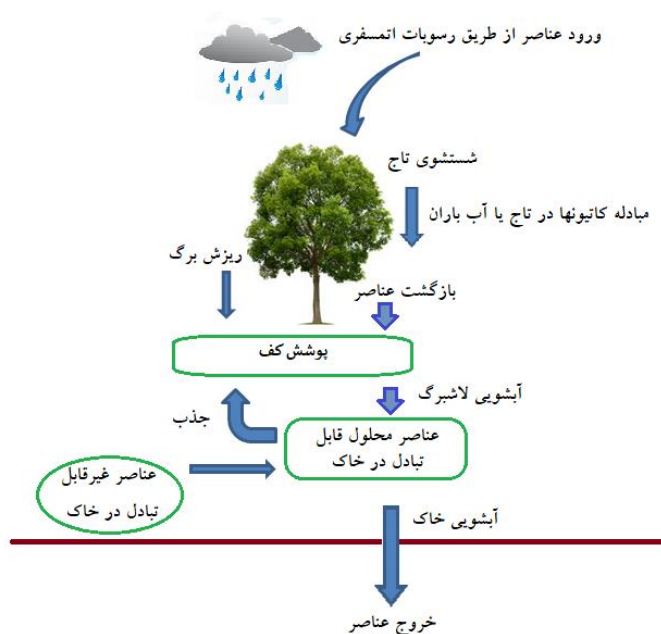 ورود عناصر از طریق رسوبات اتمسفری
شستشوی تاج
مبادله کاتیونها در تاج یا آب باران
ریزش برگ
بازگشت عناصر
پوشش کف
آبشویی لاشبرگ
جذب
عناصر محلول قابل
تبادل در خاک
عناصر غیرقابل
تبادل در خاک
آبشویی خاک
خروج عناصر